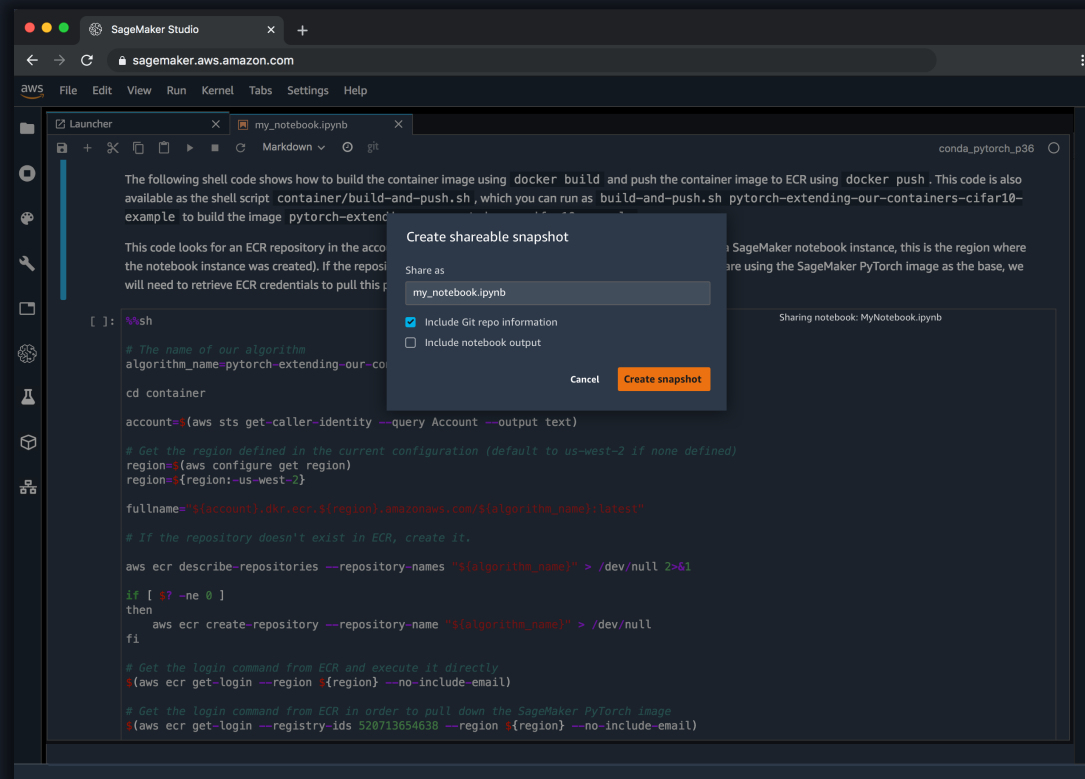 SageMaker Studio
sagemaker.aws.amazon.com
aws File Edit View Run Kernel Tabs Settings Help
Launcher
my_notebook.ipynb
Markdown
git
conda_pytorch_p36
The following shell code shows how to build the container image using docker build and push the container image to ECR using docker push . This code is also
available as the shell script container/build-and-push.sh , which you can run as build-and-push.sh pytorch-extending-our-containers-cifar10-
example to build the image pytorch-extending
This code looks for an ECR repository in the acco
SageMaker notebook instance, this is the region where
the notebook instance was created). If the reposi
are using the SageMaker PyTorch image as the base, we
will need to retrieve ECR credentials to pull this
Create shareable snapshot
Share as
my_notebook.ipynb
Include Git repo information
Include notebook output
Cancel
Create snapshot
Sharing notebook: MyNotebook.ipynb
[ ]: %%sh
# The name of our algorithm
algorithm_name=pytorch-extending-our-co
cd container
account=$(aws sts get-caller-identity --query Account --output text)
# Get the region defined in the current configuration (default to us-west-2 if none defined)
region=$(aws configure get region)
region=${region:-us-west-2}
fullname="${account}.dkr.ecr.${region}.amazonaws.com/${algorithm_name}:latest"
# If the repository doesn't exist in ECR, create it.
aws ecr describe-repositories --repository-names "${algorithm_name}" > /dev/null 2>&1
if [ $? -ne 0 ]
then
aws ecr create-repository --repository-name "${algorithm_name}" > /dev/null
fi
# Get the login command from ECR and execute it directly
$(aws ecr get-login --region ${region} --no-include-email)
# Get the login command from ECR in order to pull down the SageMaker PyTorch image
$(aws ecr get-login --registry-ids 520713654638 --region ${region} --no-include-email)